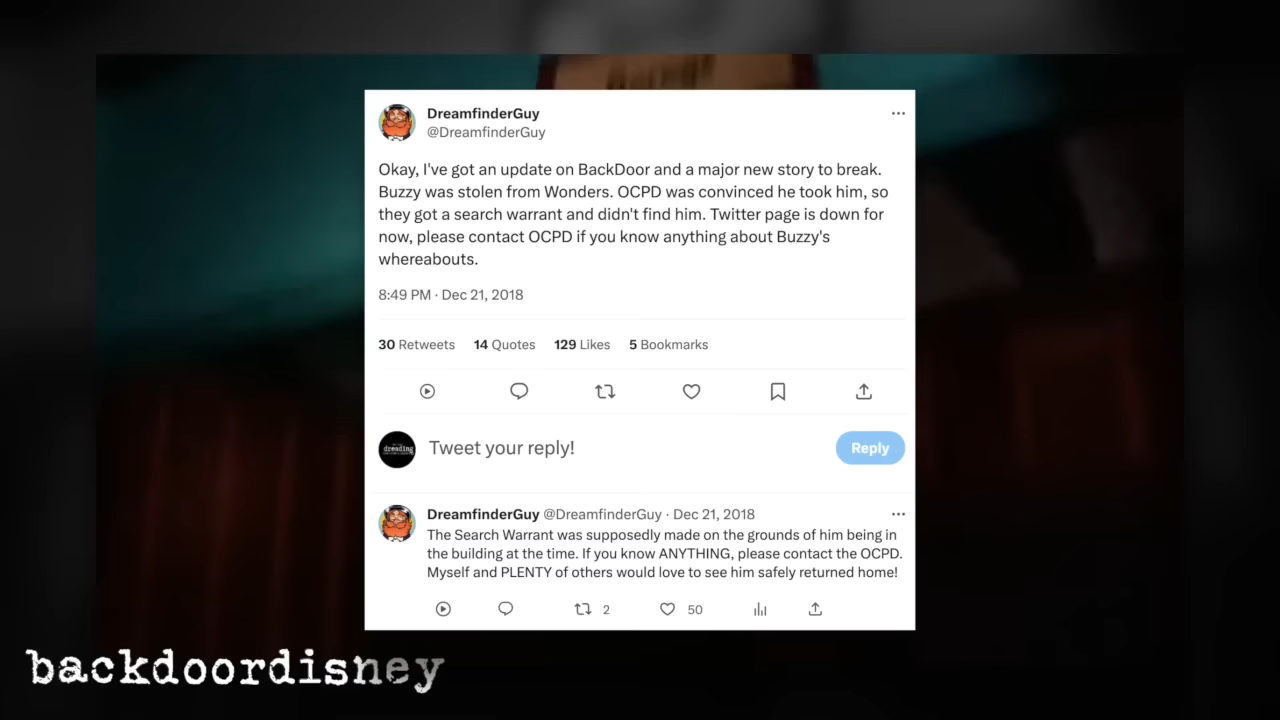 DreamfinderGuy
@DreamfinderGuy
Okay, I've got an update on BackDoor and a major new story to break.
Buzzy was stolen from Wonders. OCPD was convinced he took him, so
they got a search warrant and didn't find him. Twitter page is down for
now, please contact OCPD if you know anything about Buzzy's
whereabouts.
8:49 PM · Dec 21, 2018
30 Retweets 14 Quotes 129 Likes 5 Bookmarks
dreading
Tweet your reply!
Reply
DreamfinderGuy @DreamfinderGuy · Dec 21, 2018
The Search Warrant was supposedly made on the grounds of him being in
the building at the time. If you know ANYTHING, please contact the OCPD.
Myself and PLENTY of others would love to see him safely returned home!
2 50
backdoordisney